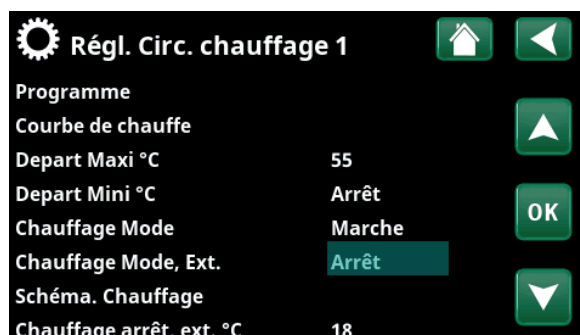 Régl. Circ. chauffage 1
Programme
Courbe de chauffe
Depart Maxi °C 55
Depart Mini °C Arrêt
OK
Chauffage Mode Marche
Chauffage Mode, Ext. Arrêt
Schéma. Chauffage
Chauffage arrêt, ext. °C 18